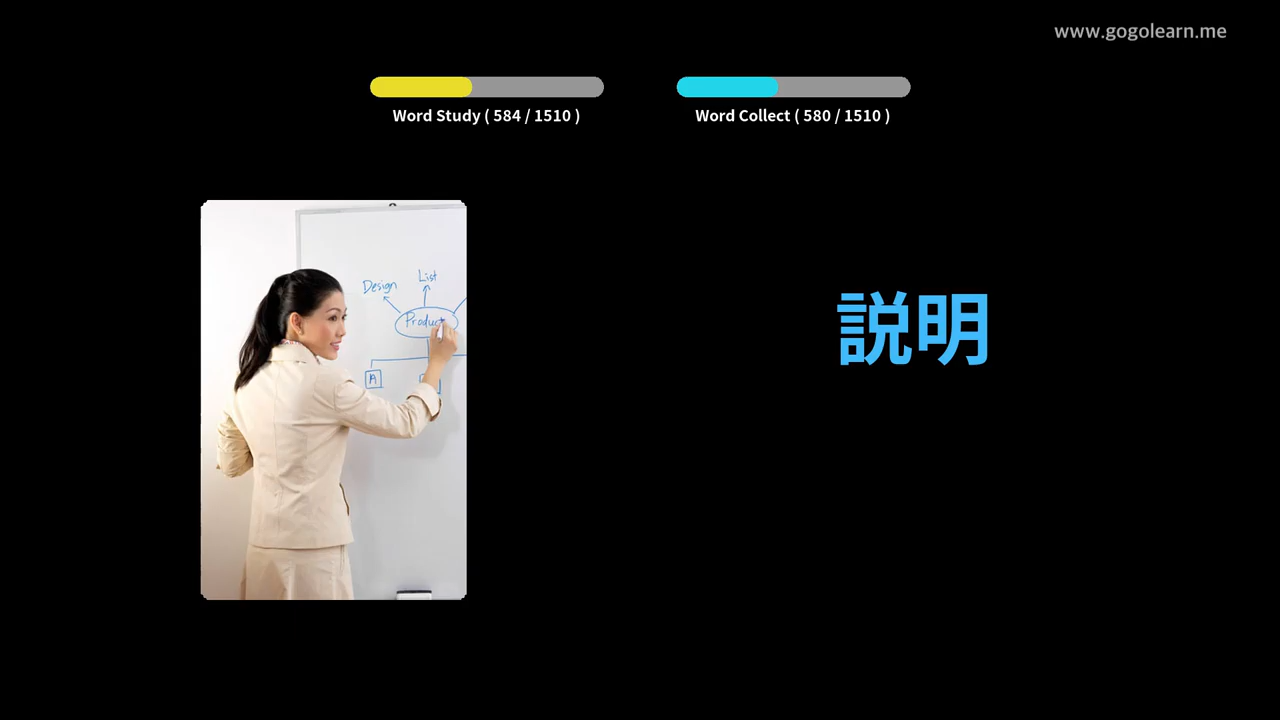 www.gogolearn.me
Word Study ( 584 / 1510 )
Word Collect ( 580 / 1510 )
List
Design
Product
A
説明